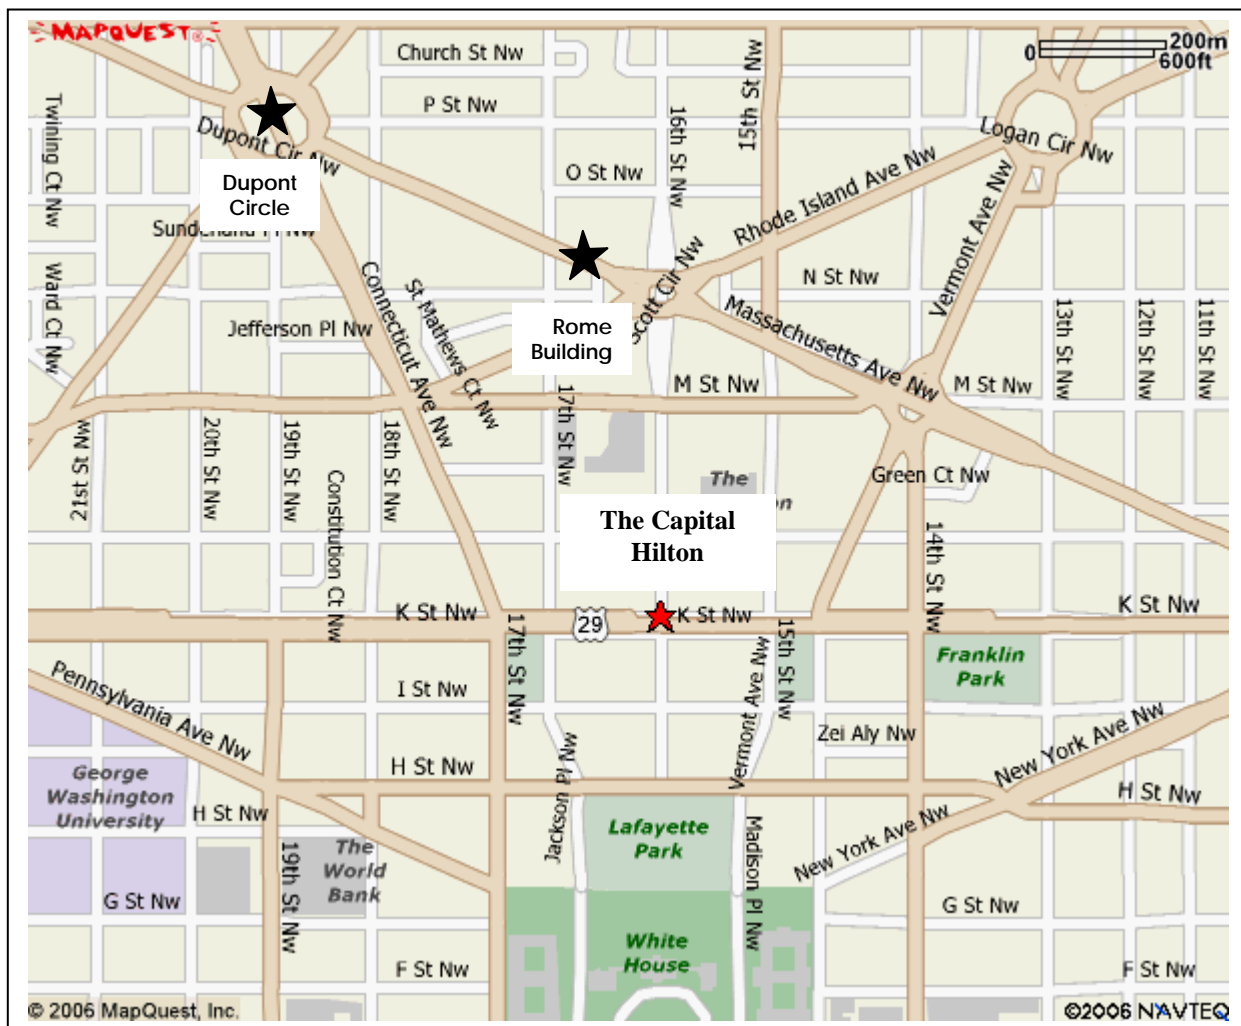 MAPQUEST
Church St Nw
P St Nw
200m
0
600ft
15th St Nw
16th St Nw
Twining Ct Nw
Dupont Cir Nw
Logan Cir Nw
Dupont
Circle
O St Nw
Rhode Island Ave Nw
Vermont Ave Nw
Ward Ct Nw
Connecticut Ave Nw
St Mathews Ct Nw
Jefferson Pl Nw
Rome
Building
Scott Cir Nw
N St Nw
Massachusetts Ave Nw
13th St Nw
12th St Nw
11th St Nw
M St Nw
M St Nw
21st St Nw
20th St Nw
19th St Nw
18th St Nw
Constitution Ct Nw
17th St Nw
The
Green Ct Nw
14th St Nw
The Capital
Hilton
K St Nw
29
K St Nw
K St Nw
17th St Nw
15th St Nw
Vermont Ave Nw
Franklin
Park
I St Nw
Pennsylvania Ave Nw
Jackson Pl Nw
Zei Aly Nw
New York Ave Nw
H St Nw
H St Nw
George
Washington
University
H St Nw
Lafayette
Park
Madison Pl Nw
New York Ave Nw
The
World
Bank
19th St Nw
G St Nw
G St Nw
White
House
F St Nw
F St Nw
© 2006 MapQuest, Inc.
©2006 NAVTEQ